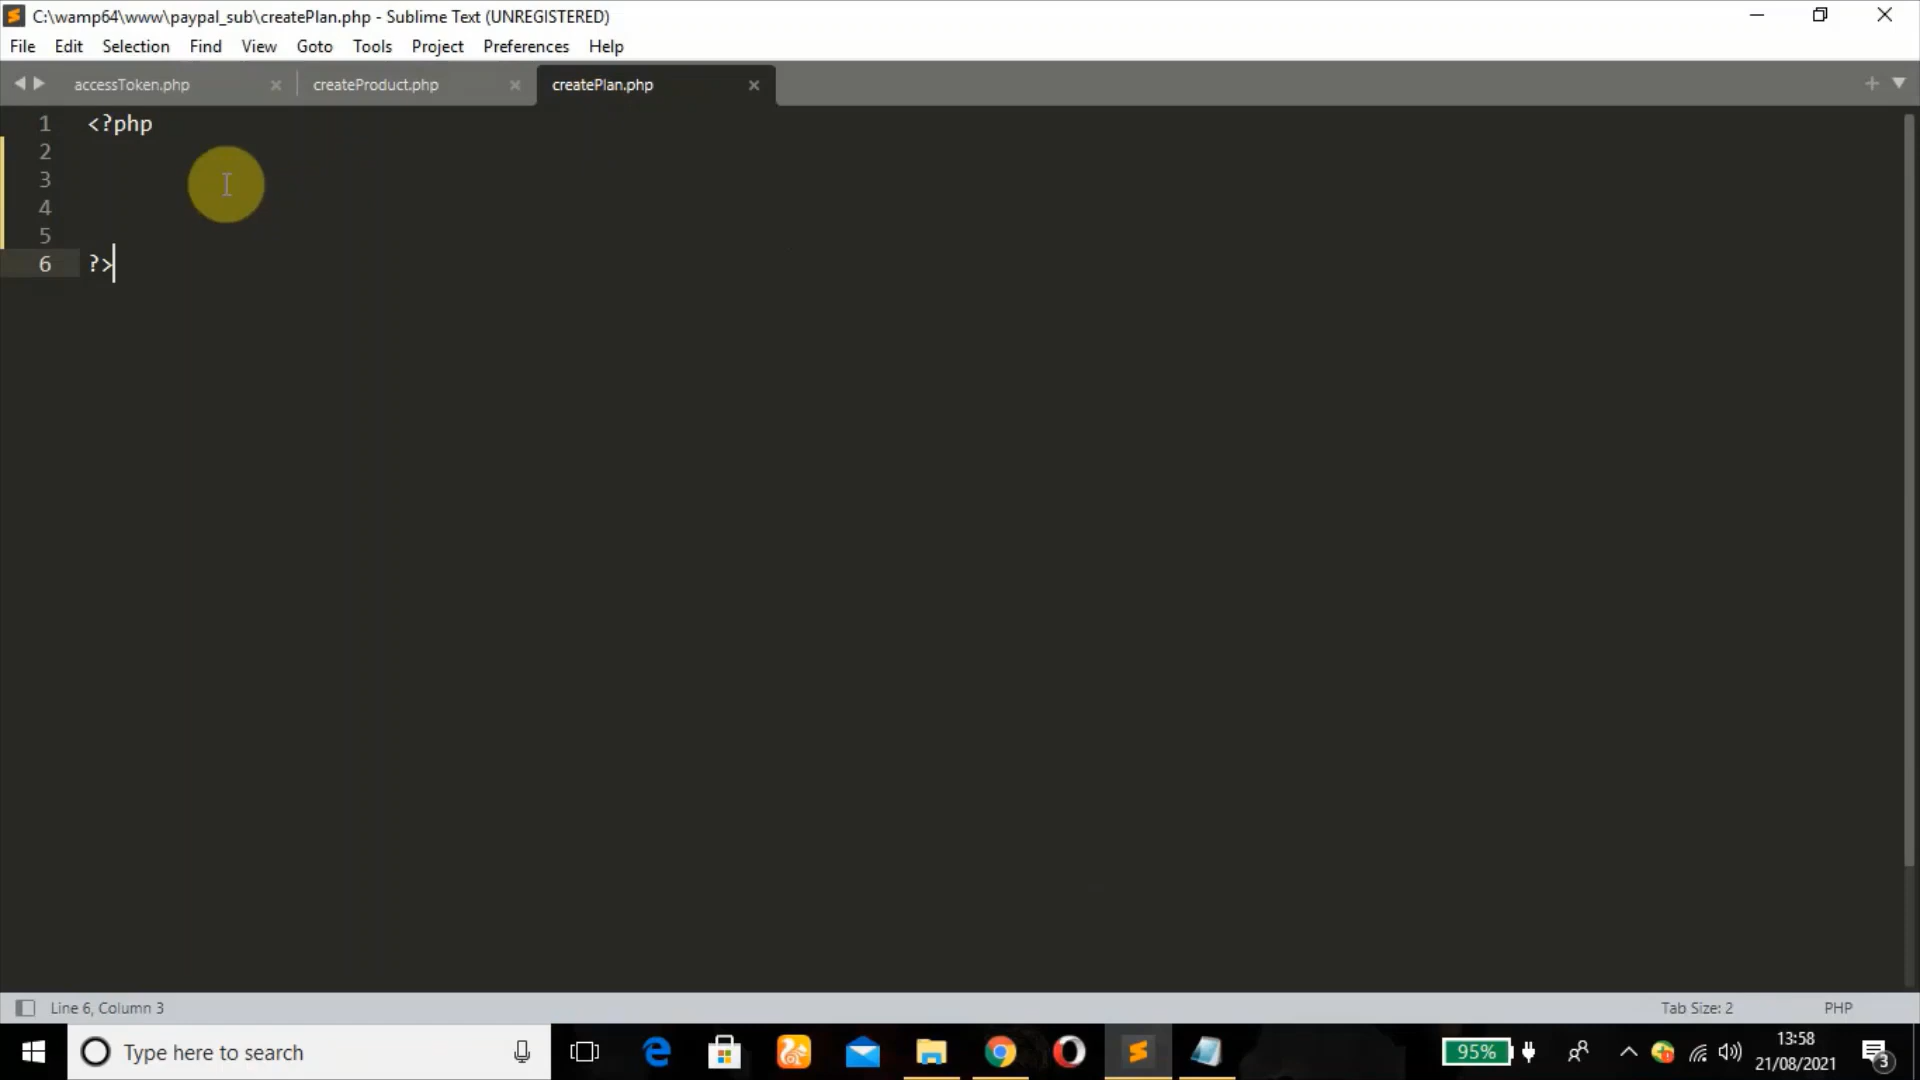 C:\wamp64\www\paypal_sub\createPlan.php - Sublime Text (UNREGISTERED)
File Edit Selection Find View Goto Tools Project Preferences Help
accessToken.php createProduct.php createPlan.php
1 <?php
2
3
4
5
6 ?>
Line 6, Column 3 Tab Size: 2 PHP
Type here to search 95% 13:58
21/08/2021 3